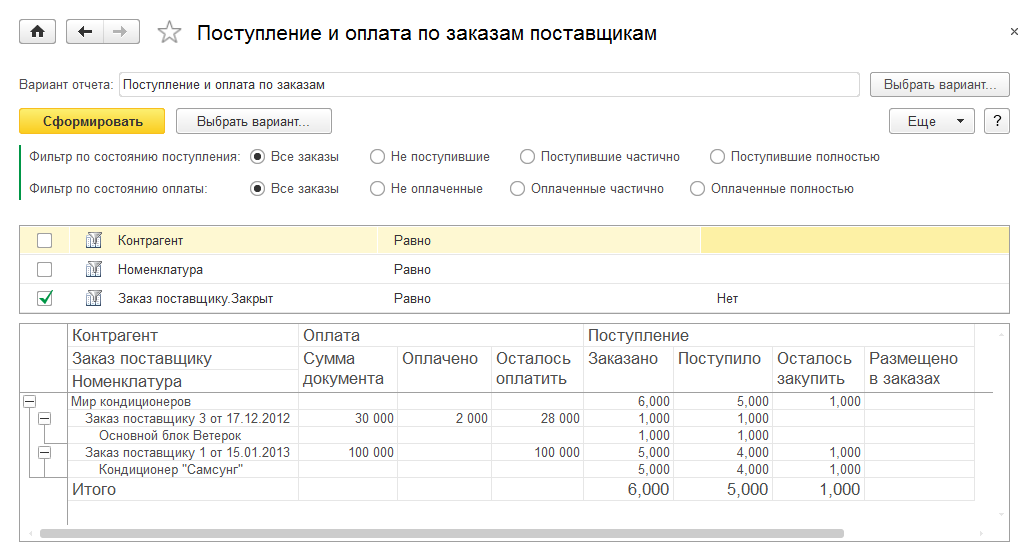 Поступление и оплата по заказам поставщикам
×
Вариант отчета: Поступление и оплата по заказам Выбрать вариант...
Сформировать Выбрать вариант... Еще ?
Фильтр по состоянию поступления: Все заказы Не поступившие Поступившие частично Поступившие полностью
Фильтр по состоянию оплаты: Все заказы Не оплаченные Оплаченные частично Оплаченные полностью
Контрагент Равно
Номенклатура Равно
Заказ поставщику.Закрыт Равно Нет
Контрагент Оплата Поступление
Заказ поставщику Сумма Оплачено Осталось Заказано Поступило Осталось Размещено
документа оплатить закупить в заказах
Номенклатура
Мир кондиционеров 6,000 5,000 1,000
Заказ поставщику 3 от 17.12.2012 30 000 2 000 28 000 1,000 1,000
Основной блок Ветерок 1,000 1,000
Заказ поставщику 1 от 15.01.2013 100 000 100 000 5,000 4,000 1,000
Кондиционер "Самсунг" 5,000 4,000 1,000
Итого 6,000 5,000 1,000